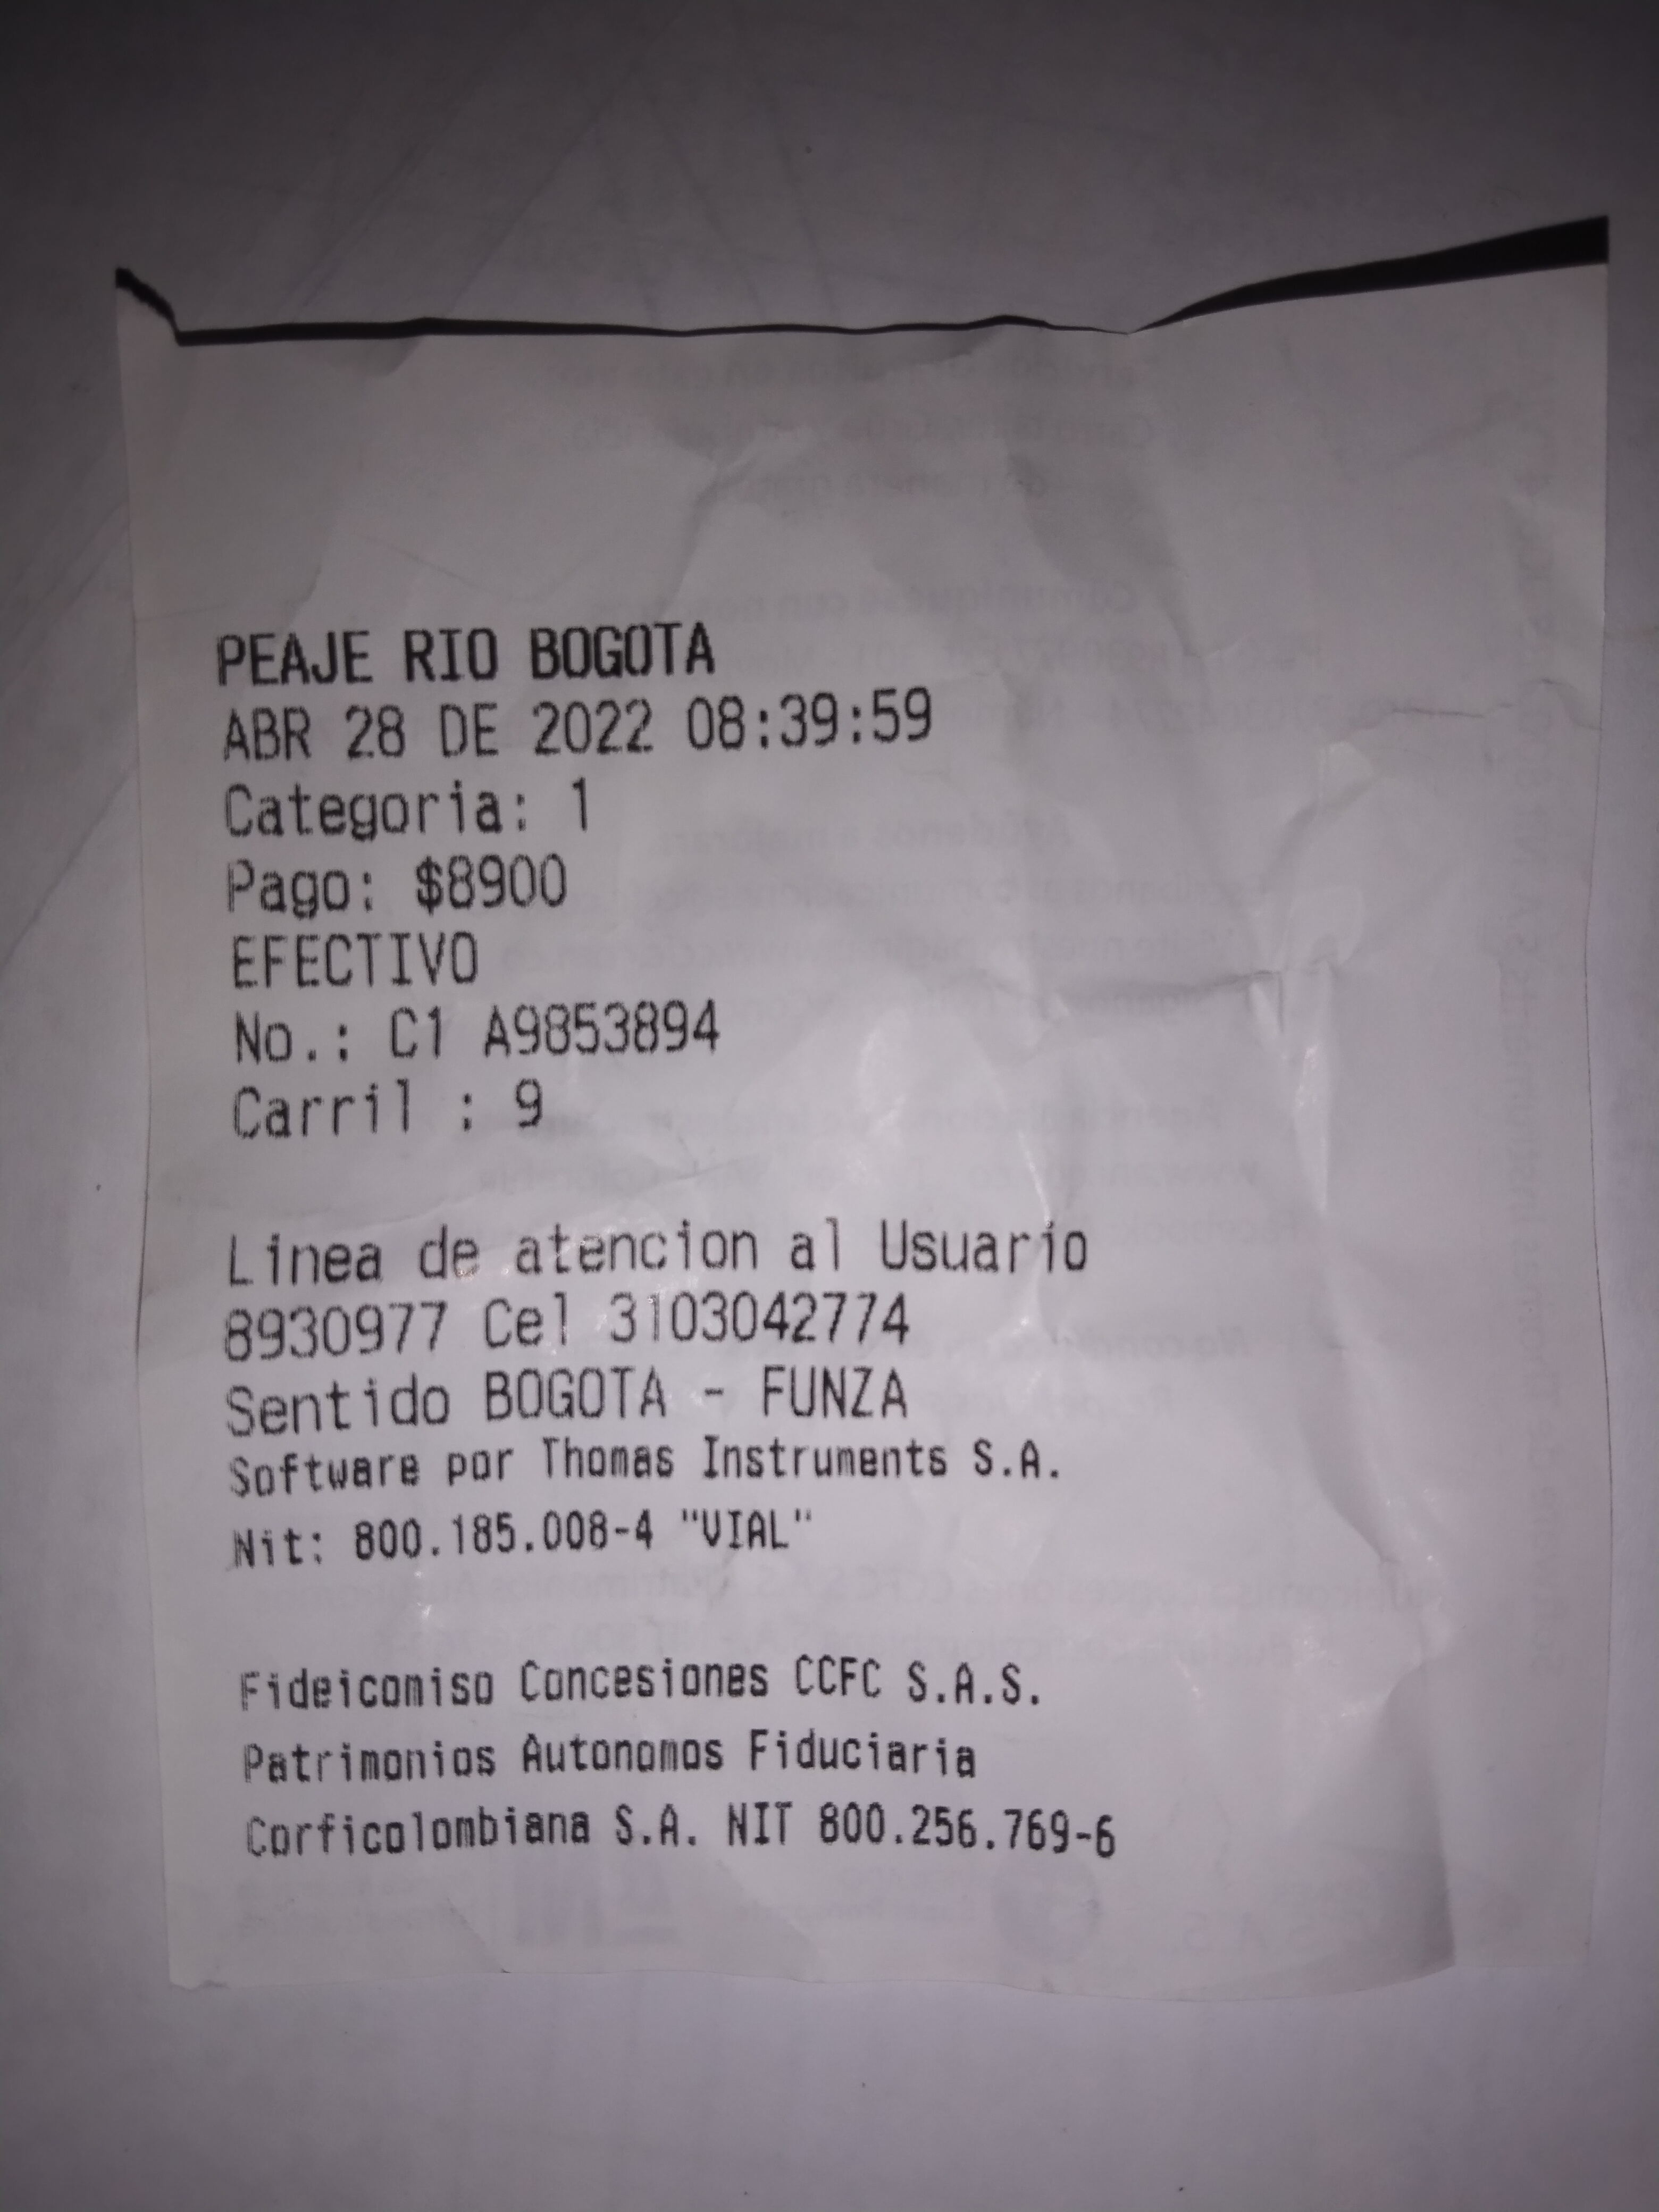 PEAJE RIO BOGOTA
ABR 28 DE 2022 08:39:59
Categoria: 1
Pago: $8900
EFECTIVO
No.: C1 A9853894
Carril : 9
Linea de atencion al Usuario
8930977 Cel 3103042774
Sentido BOGOTA - FUNZA
Software por Thomas Instruments S.A.
Nit: 800.185.008-4 "VIAL"
Fideicomiso Concesiones CCFC S.A.S.
Patrimonios Autonomos Fiduciaria
Corficolombiana S.A. NIT 800.256.769-6